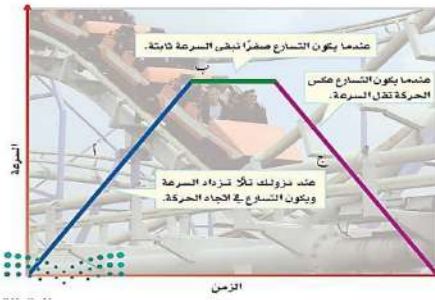 عندما يكون التسارع صفرًا تبقى السرعة ثابتة.
ب
عندما يكون التسارع عكس
الحركة تقل السرعة.
السرعة
أ
ج
عند نزولك تلًا تزداد السرعة
ويكون التسارع في اتجاه الحركة.
الزمن